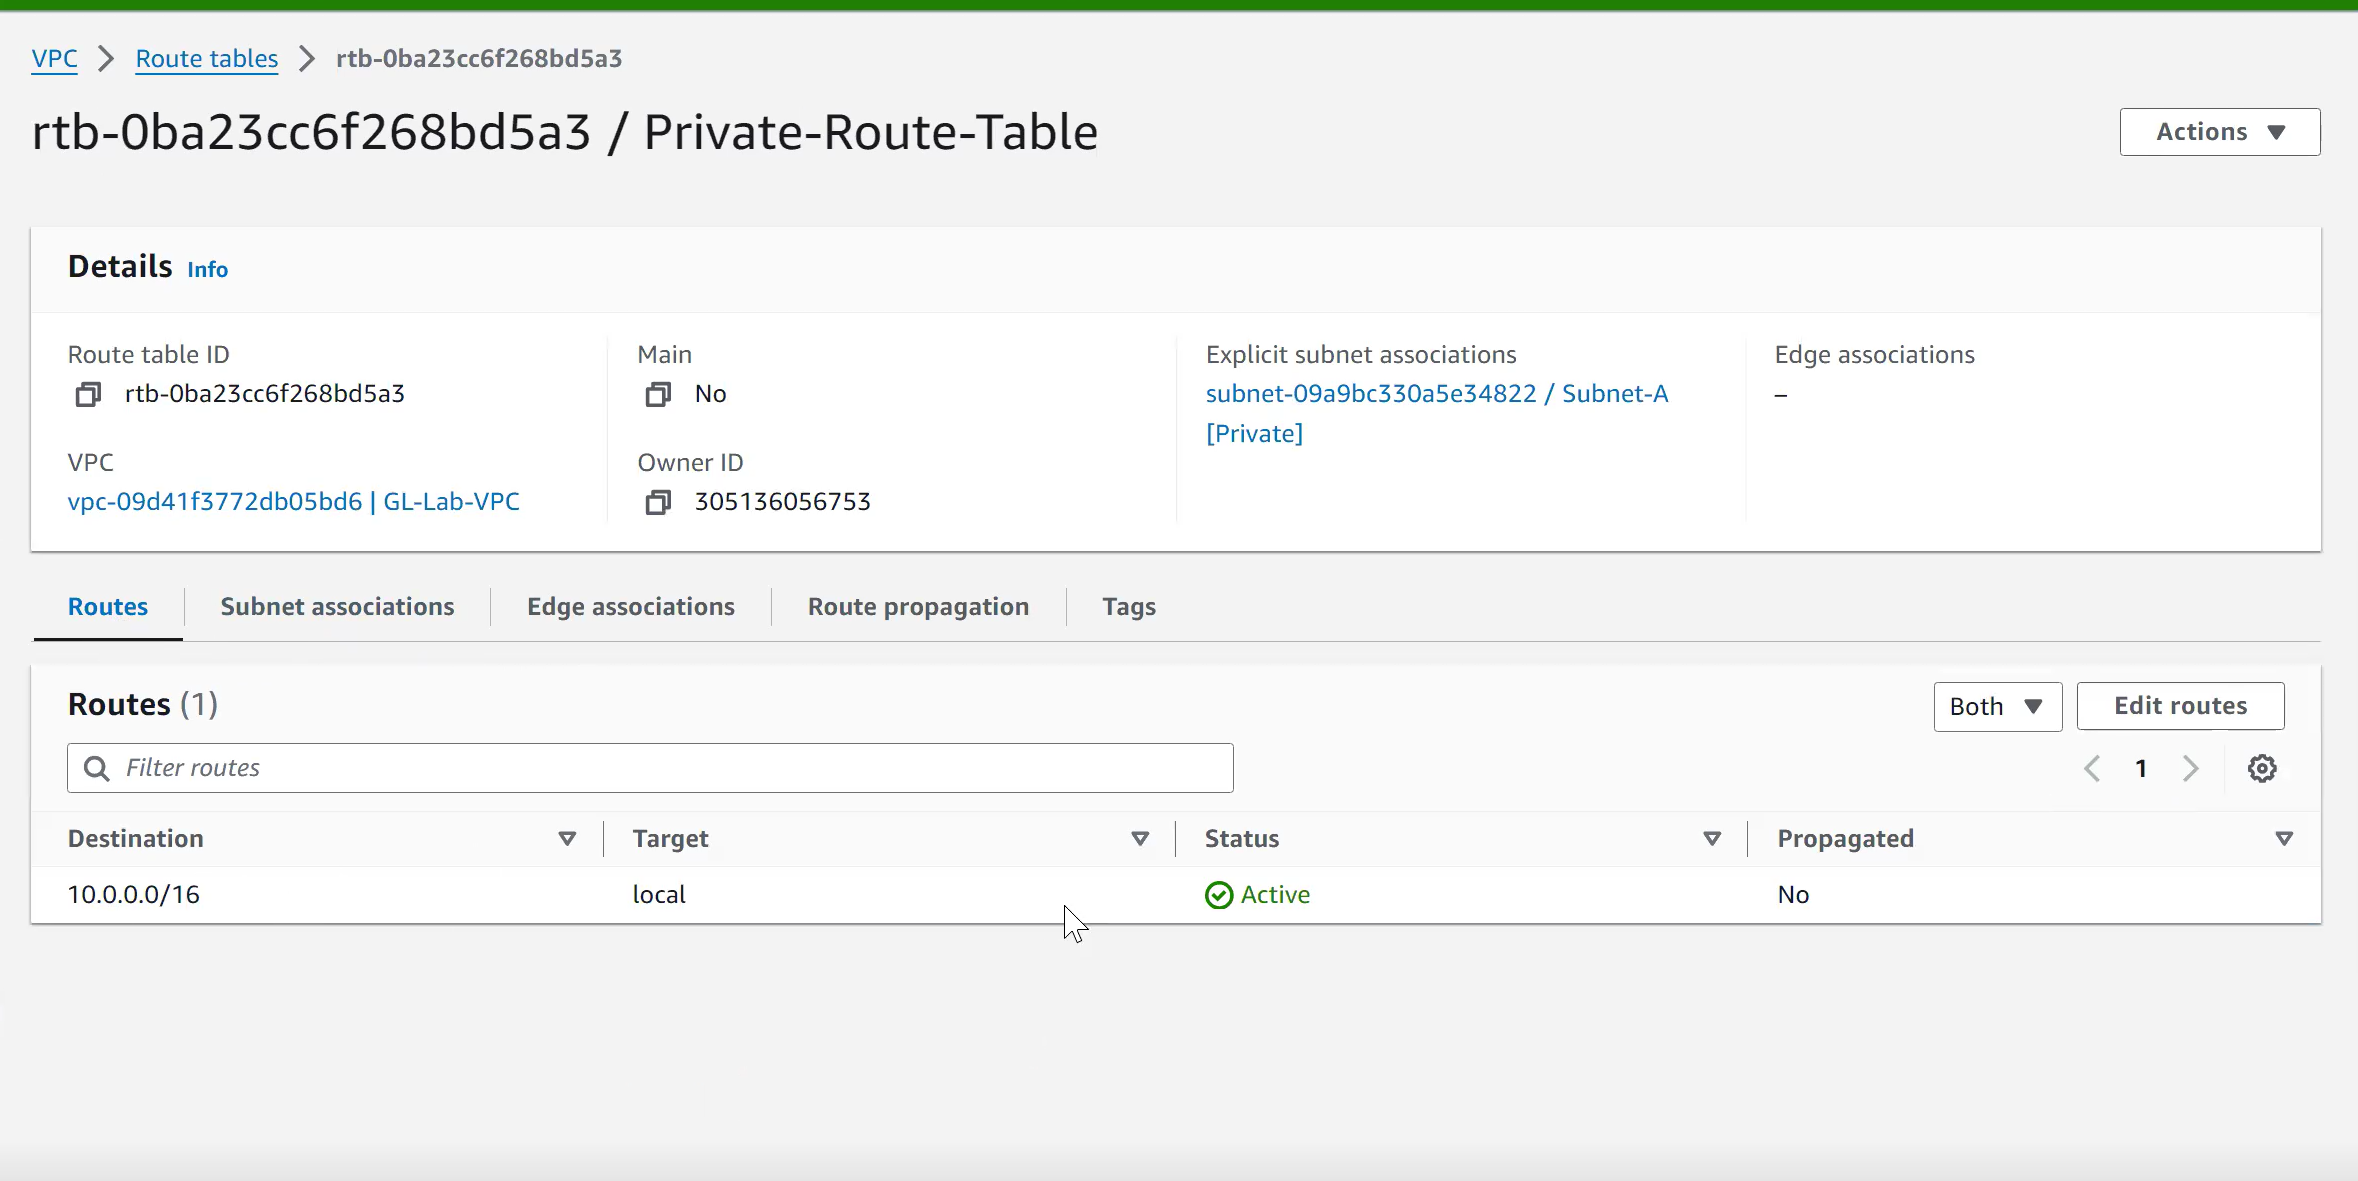 VPC > Route tables > rtb-0ba23cc6f268bd5a3
rtb-0ba23cc6f268bd5a3 / Private-Route-Table
Actions
Details Info
Route table ID
rtb-0ba23cc6f268bd5a3
Main
No
Explicit subnet associations
subnet-09a9bc330a5e34822 / Subnet-A
[Private]
Edge associations
–
VPC
vpc-09d41f3772db05bd6 | GL-Lab-VPC
Owner ID
305136056753
Routes
Subnet associations
Edge associations
Route propagation
Tags
Routes (1)
Both
Edit routes
Filter routes
1
Destination Target Status Propagated
10.0.0.0/16 local Active No